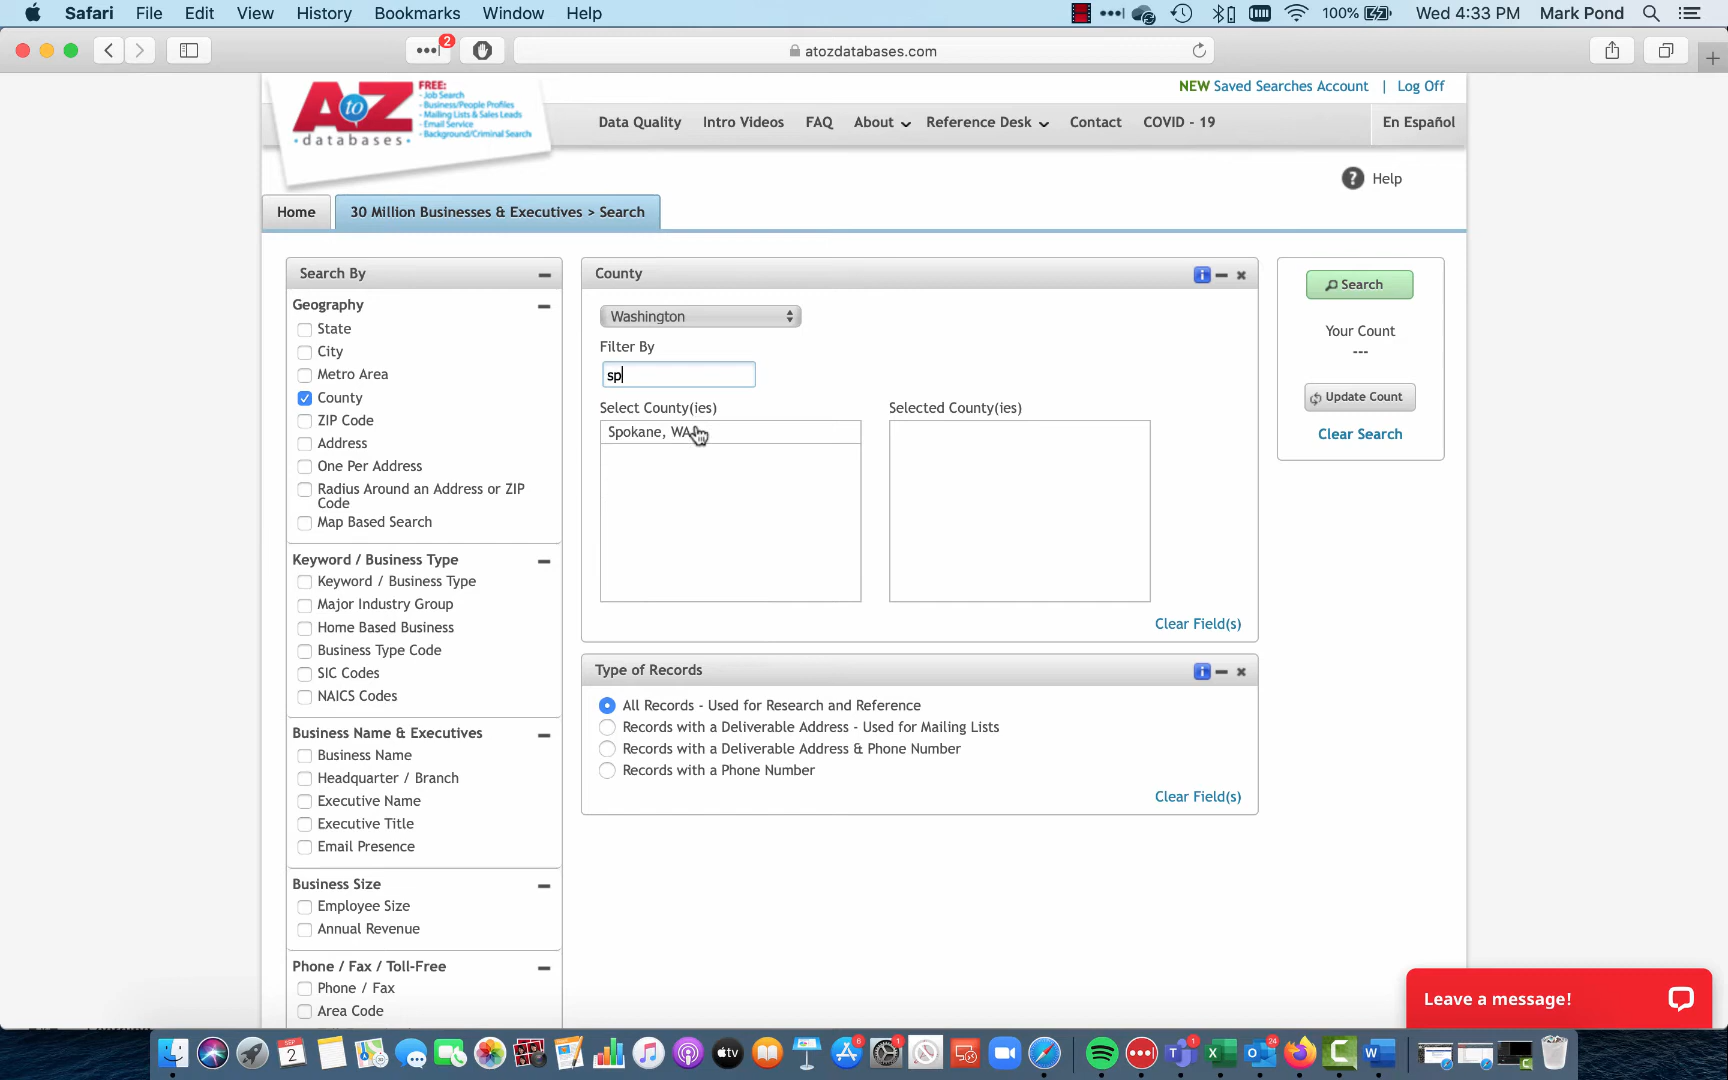 Safari File Edit View History Bookmarks Window Help 100% Wed 4:33 PM Mark Pond
2
atozdatabases.com
NEW Saved Searches Account | Log Off
A to Z
databases
FREE:
- Job Search
- Business/People Profiles
- Mailing Lists & Sales Leads
- Email Service
- Background/Criminal Search
Data Quality Intro Videos FAQ About Reference Desk Contact COVID - 19 En Español
? Help
Home 30 Million Businesses & Executives > Search
Search By
Geography
State
City
Metro Area
County
ZIP Code
Address
One Per Address
Radius Around an Address or ZIP
Code
Map Based Search
Keyword / Business Type
Keyword / Business Type
Major Industry Group
Home Based Business
Business Type Code
SIC Codes
NAICS Codes
Business Name & Executives
Business Name
Headquarter / Branch
Executive Name
Executive Title
Email Presence
Business Size
Employee Size
Annual Revenue
Phone / Fax / Toll-Free
Phone / Fax
Area Code
County
Washington
Filter By
sp
Select County(ies) Selected County(ies)
Spokane, WA
Clear Field(s)
Type of Records
All Records - Used for Research and Reference
Records with a Deliverable Address - Used for Mailing Lists
Records with a Deliverable Address & Phone Number
Records with a Phone Number
Clear Field(s)
Search
Your Count
---
Update Count
Clear Search
Leave a message!